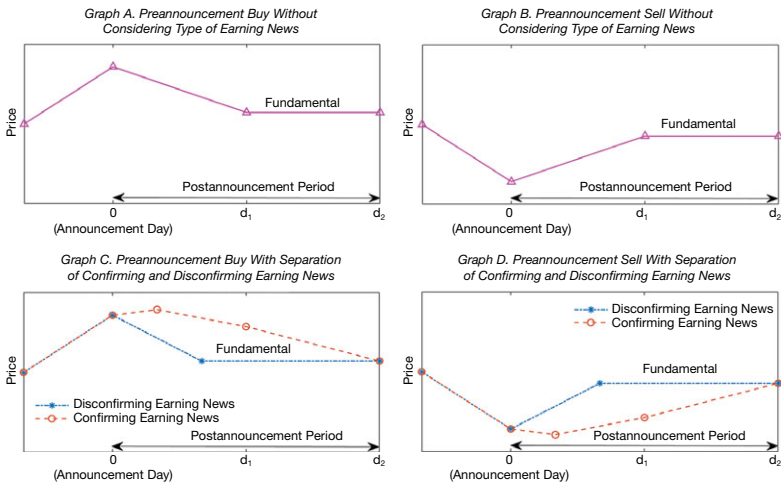 Graph A. Preannouncement Buy Without
Considering Type of Earning News
Price
Fundamental
Postannouncement Period
0
d1
d2
(Announcement Day)
Graph B. Preannouncement Sell Without
Considering Type of Earning News
Price
Fundamental
Postannouncement Period
0
d1
d2
(Announcement Day)
Graph C. Preannouncement Buy With Separation
of Confirming and Disconfirming Earning News
Price
Fundamental
Disconfirming Earning News
Confirming Earning News
Postannouncement Period
0
d1
d2
(Announcement Day)
Graph D. Preannouncement Sell With Separation
of Confirming and Disconfirming Earning News
Price
Disconfirming Earning News
Confirming Earning News
Fundamental
Postannouncement Period
0
d1
d2
(Announcement Day)